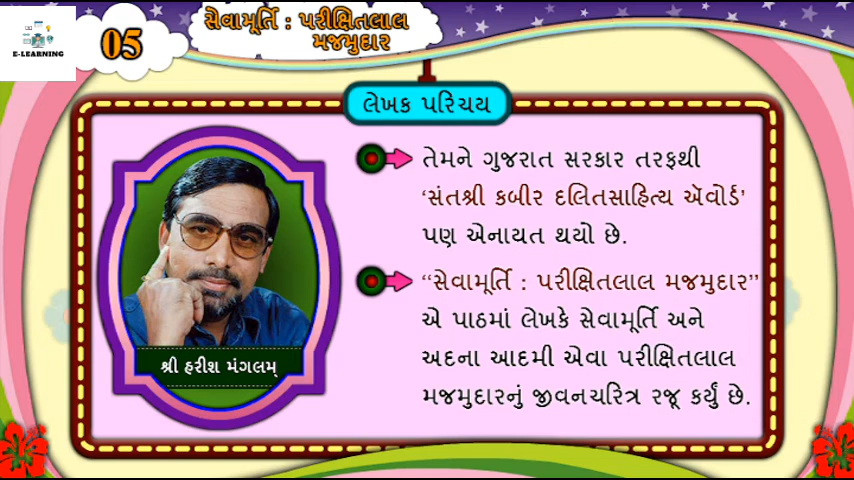 E-LEARNING
05
સેવામૂર્તિ : પરીક્ષિતલાલ
મજમુદાર
લેખક પરિચય
તેમને ગુજરાત સરકાર તરફથી
‘સંતશ્રી કબીર દલિતસાહિત્ય ઍવોર્ડ’
પણ એનાયત થયો છે.
‘‘સેવામૂર્તિ : પરીક્ષિતલાલ મજમુદાર’’
એ પાઠમાં લેખકે સેવામૂર્તિ અને
અદના આદમી એવા પરીક્ષિતલાલ
મજમુદારનું જીવનચરિત્ર રજૂ કર્યું છે.
શ્રી હરીશ મંગલમ્